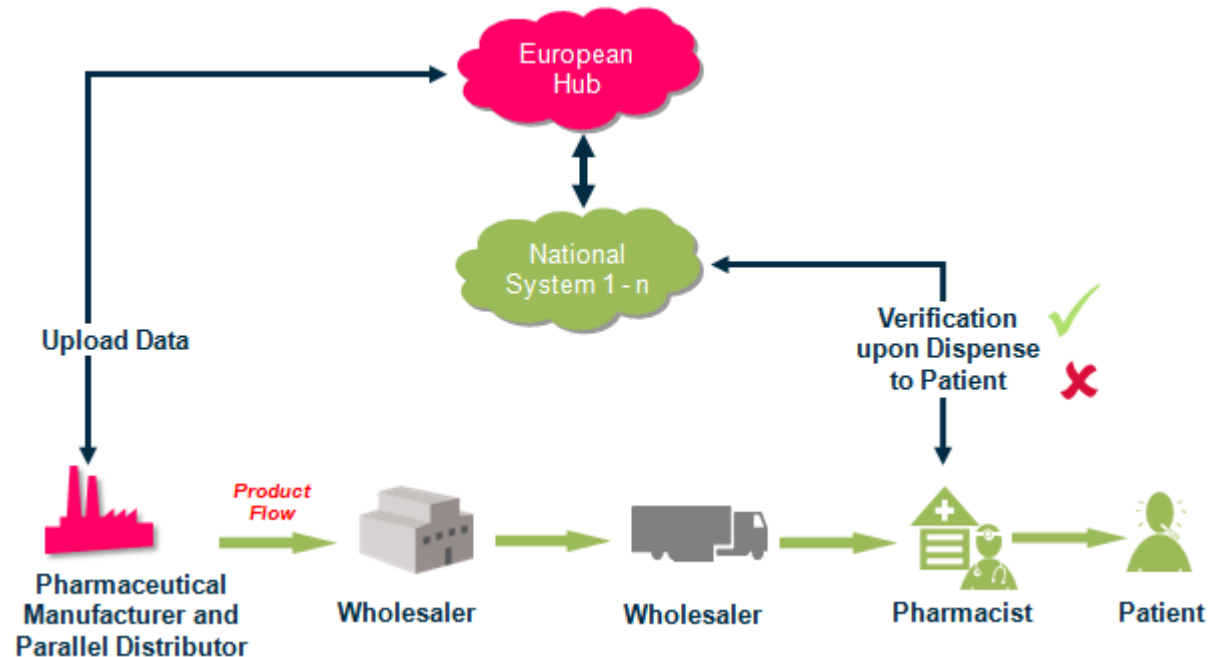 European
Hub
National
System 1 - n
Upload Data
Verification
upon Dispense
to Patient
Product
Flow
Pharmaceutical
Manufacturer and
Parallel Distributor
Wholesaler
Wholesaler
Pharmacist
Patient